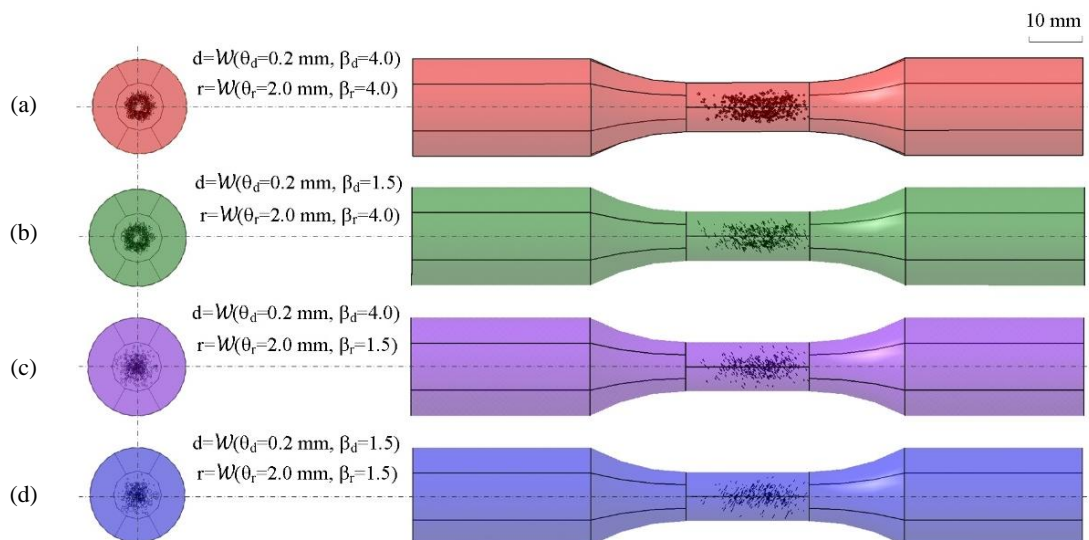 10 mm
(a)
d=W(θd=0.2 mm, βd=4.0)
r=W(θr=2.0 mm, βr=4.0)
(b)
d=W(θd=0.2 mm, βd=1.5)
r=W(θr=2.0 mm, βr=4.0)
(c)
d=W(θd=0.2 mm, βd=4.0)
r=W(θr=2.0 mm, βr=1.5)
(d)
d=W(θd=0.2 mm, βd=1.5)
r=W(θr=2.0 mm, βr=1.5)